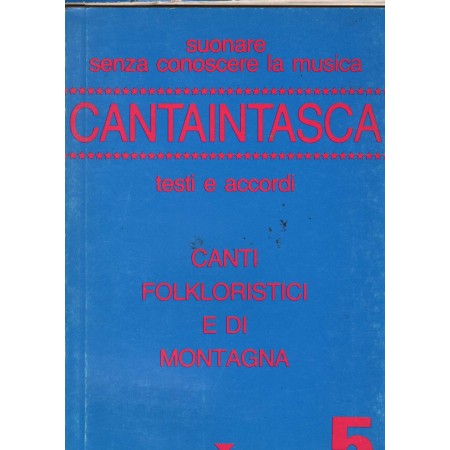 suonare
senza conoscere la musica
CANTAINTASCA
testi e accordi
CANTI
FOLKLORISTICI
E DI
MONTAGNA
5